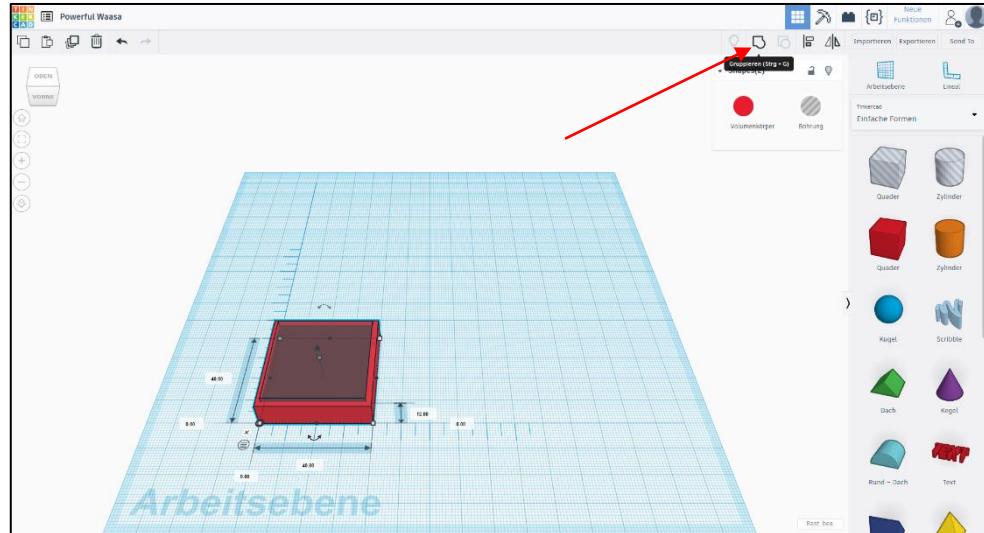 TIN
KER
CAD
Powerful Waasa
Neue
Funktionen
Importieren Exportieren Send To
Gruppieren (Strg + G)
Shapes(2)
Volumenkörper Bohrung
Arbeitsebene Lineal
Tinkercad
Einfache Formen
Quader Zylinder
Quader Zylinder
Kugel Scribble
Dach Kegel
Rund - Dach Text
OBEN
VORNE
40.00
0.00
12.00
0.00
40.00
0.00
Arbeitsebene